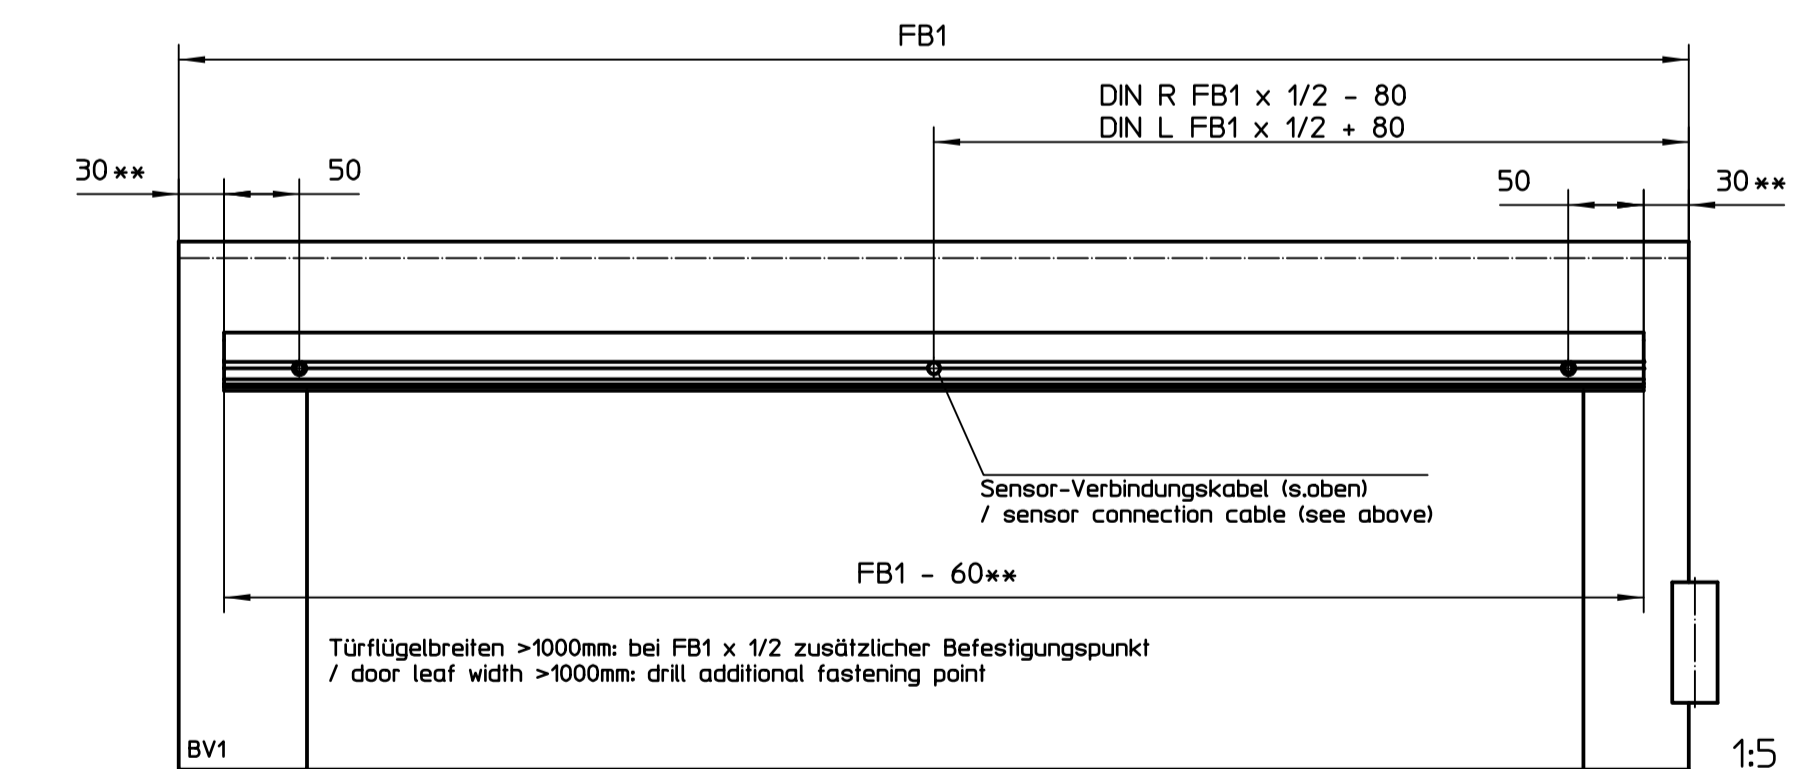 FB1
DIN R FB1 x 1/2 - 80
DIN L FB1 x 1/2 + 80
30**
50
50
30**
Sensor-Verbindungskabel (s.oben)
/ sensor connection cable (see above)
FB1 - 60**
Türflügelbreiten >1000mm: bei FB1 x 1/2 zusätzlicher Befestigungspunkt
/ door leaf width >1000mm: drill additional fastening point
BV1
1:5